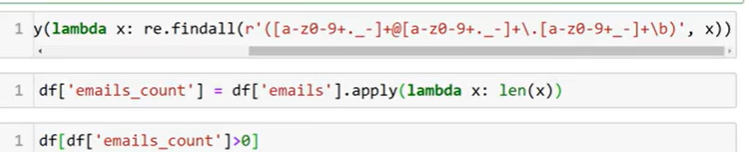 1 y(lambda x: re.findall(r'([a-z0-9+._-]+@[a-z0-9+._-]+\.[a-z0-9+_-]+\b)', x))
1 df['emails_count'] = df['emails'].apply(lambda x: len(x))
1 df[df['emails_count']>0]